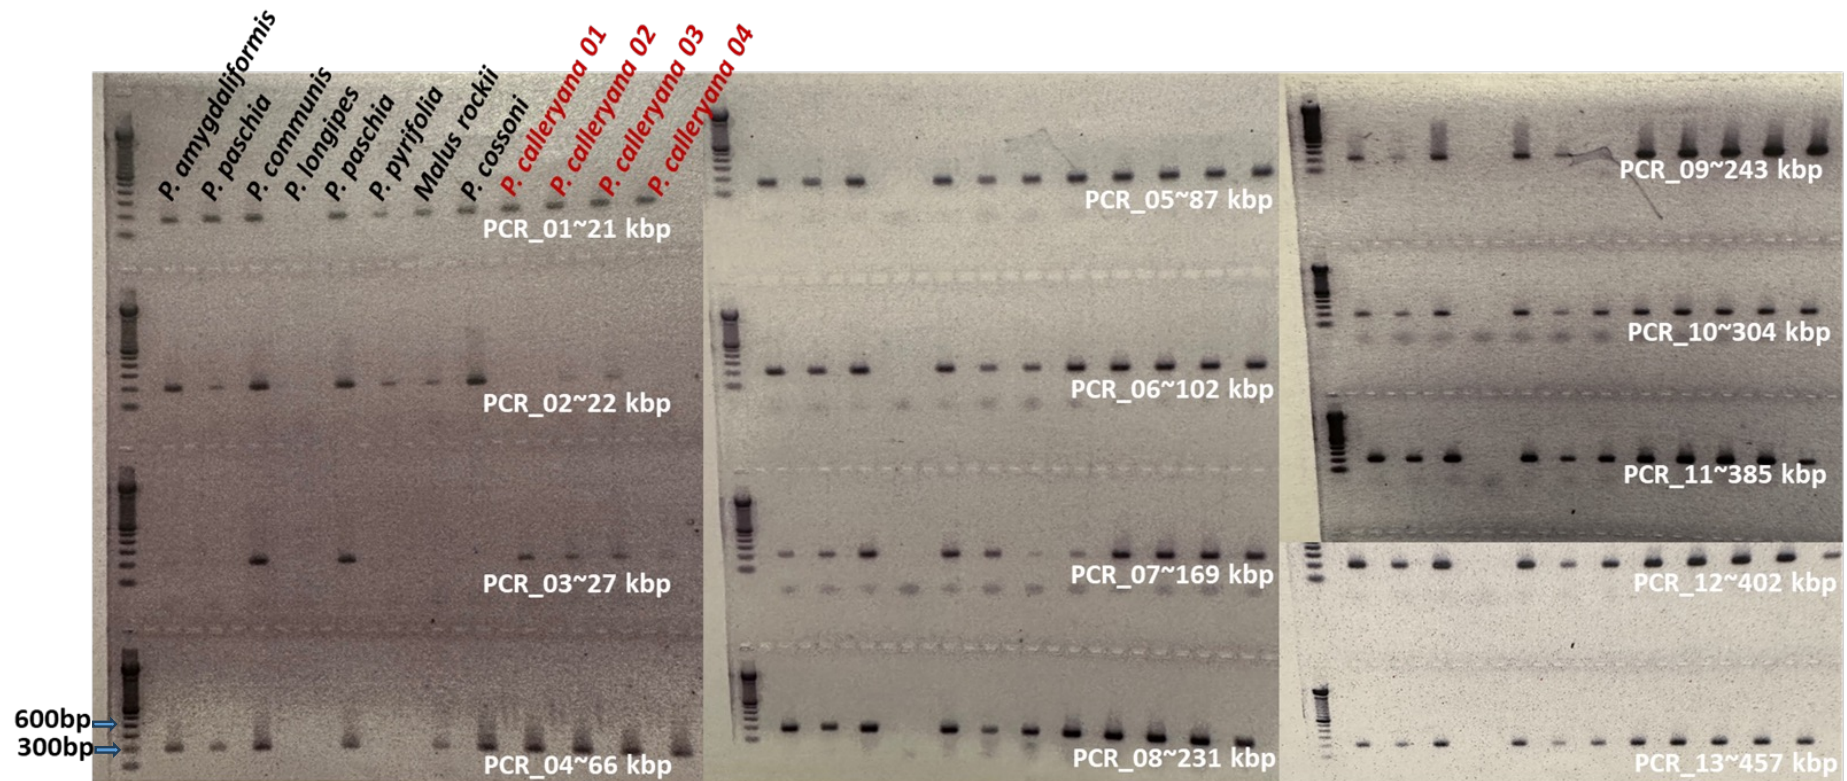 P. amygdaliformis
P. paschia
P. communis
P. longipes
P. paschia
P. pyrifolia
Malus rockii
P. cossoni
P. calleryana 01
P. calleryana 02
P. calleryana 03
P. calleryana 04
PCR_01~21 kbp
PCR_02~22 kbp
PCR_03~27 kbp
600bp
300bp
PCR_04~66 kbp
PCR_05~87 kbp
PCR_06~102 kbp
PCR_07~169 kbp
PCR_08~231 kbp
PCR_09~243 kbp
PCR_10~304 kbp
PCR_11~385 kbp
PCR_12~402 kbp
PCR_13~457 kbp